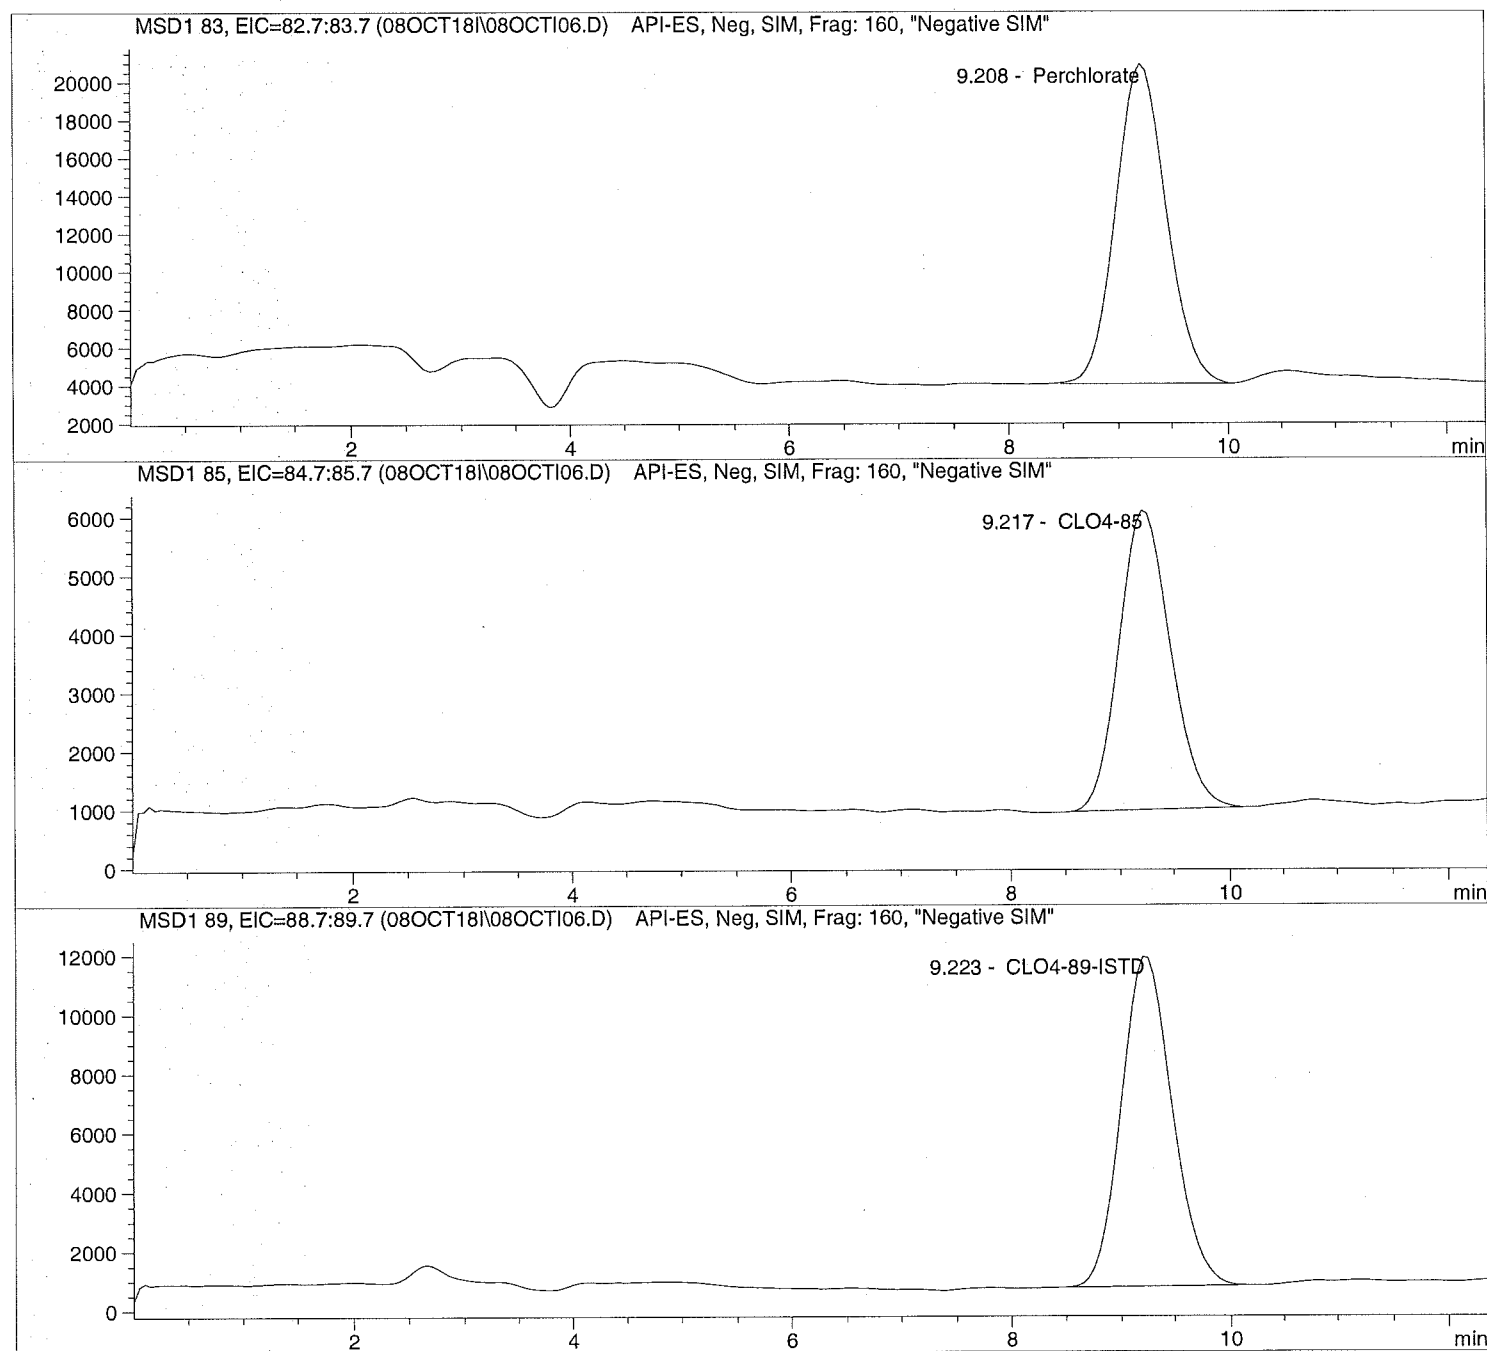 MSD1 83, EIC=82.7:83.7 (08OCT18I\08OCTI06.D) API-ES, Neg, SIM, Frag: 160, "Negative SIM"
9.208 - Perchlorate
20000
18000
16000
14000
12000
10000
8000
6000
4000
2000
2 4 6 8 10 min
MSD1 85, EIC=84.7:85.7 (08OCT18I\08OCTI06.D) API-ES, Neg, SIM, Frag: 160, "Negative SIM"
9.217 - CLO4-85
6000
5000
4000
3000
2000
1000
0
2 4 6 8 10 min
MSD1 89, EIC=88.7:89.7 (08OCT18I\08OCTI06.D) API-ES, Neg, SIM, Frag: 160, "Negative SIM"
9.223 - CLO4-89-ISTD
12000
10000
8000
6000
4000
2000
0
2 4 6 8 10 min